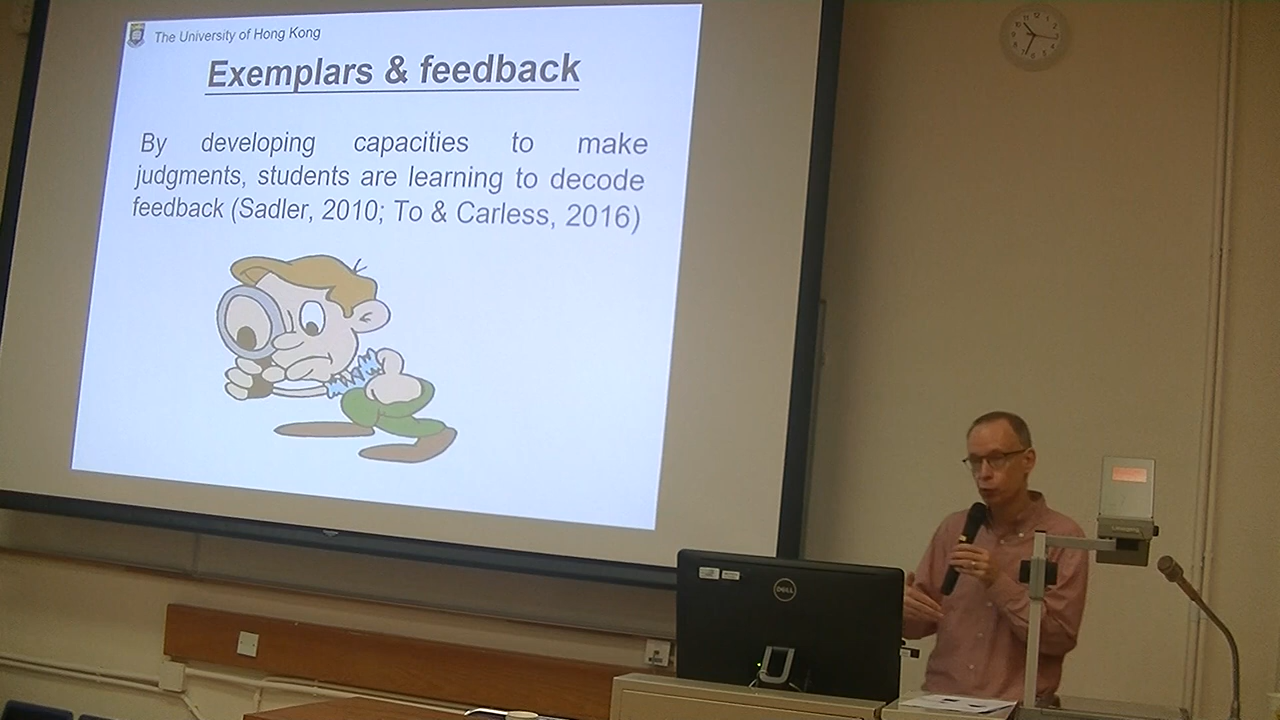 The University of Hong Kong
Exemplars & feedback
By developing capacities to make
judgments, students are learning to decode
feedback (Sadler, 2010; To & Carless, 2016)
DELL